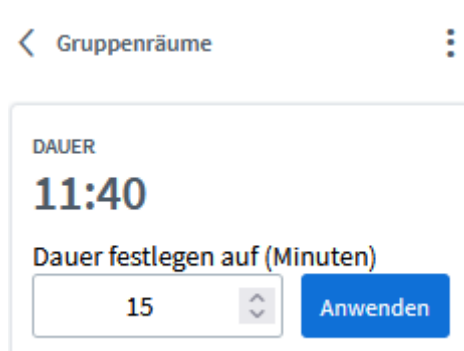 Gruppenräume
DAUER
11:40
Dauer festlegen auf (Minuten)
15
Anwenden